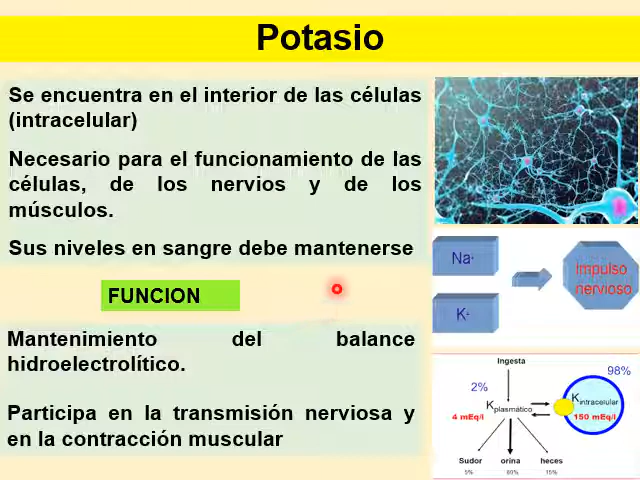 Potasio
Se encuentra en el interior de las células
(intracelular)
Necesario para el funcionamiento de las
células, de los nervios y de los
músculos.
Sus niveles en sangre debe mantenerse
FUNCION
Mantenimiento del balance
hidroelectrolítico.
Participa en la transmisión nerviosa y
en la contracción muscular
Na+
K+
Impulso
nervioso
Ingesta
98%
2%
K plasmático
K intracelular
4 mEq/l
150 mEq/l
Sudor orina heces
5% 15%